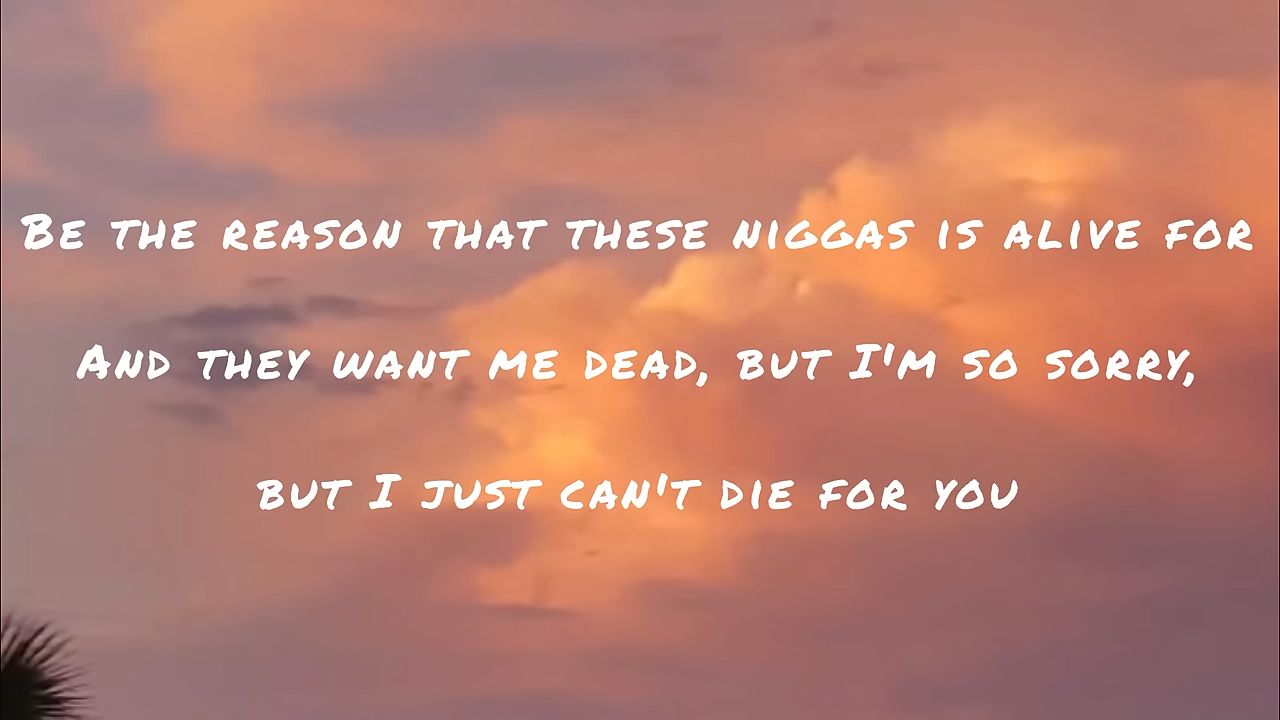 Be the reason that these niggas is alive for
And they want me dead, but I'm so sorry,
but I just can't die for you